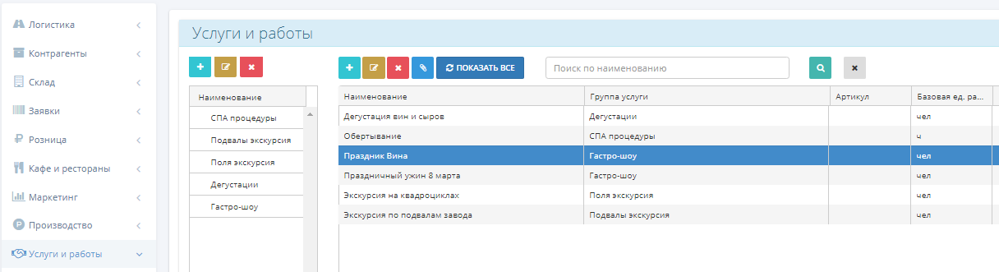 Логистика
Контрагенты
Склад
Заявки
Розница
Кафе и рестораны
Маркетинг
Производство
Услуги и работы
Услуги и работы
ПОКАЗАТЬ ВСЕ
Поиск по наименованию
Наименование
СПА процедуры
Подвалы экскурсия
Поля экскурсия
Дегустации
Гастро-шоу
Наименование Группа услуги Артикул Базовая ед. ра...
Дегустация вин и сыров Дегустации чел
Обертывание СПА процедуры ч
Праздник Вина Гастро-шоу чел
Праздничный ужин 8 марта Гастро-шоу чел
Экскурсия на квадроциклах Поля экскурсия чел
Экскурсия по подвалам завода Подвалы экскурсия чел